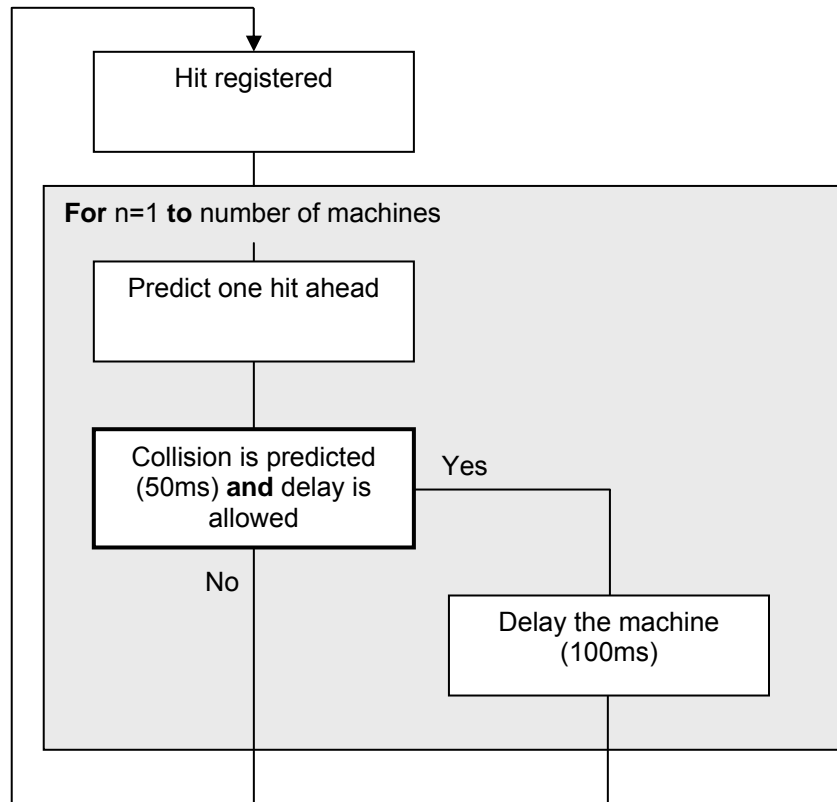 Hit registered
For n=1 to number of machines
Predict one hit ahead
Collision is predicted
(50ms) and delay is
allowed
Yes
No
Delay the machine
(100ms)